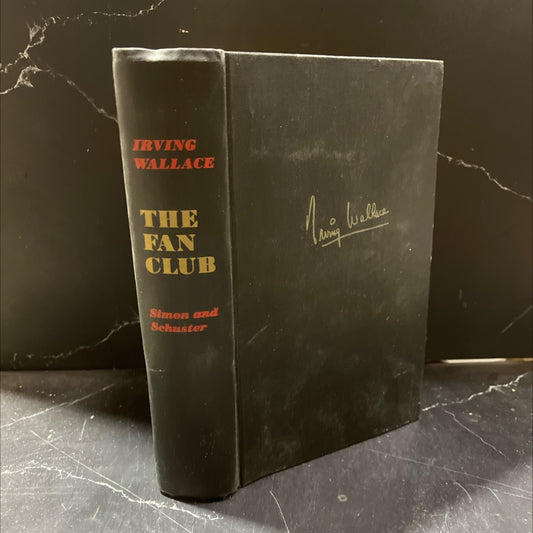 IRVING
WALLACE
THE
FAN
CLUB
Simon and
Schuster
Irving Wallace